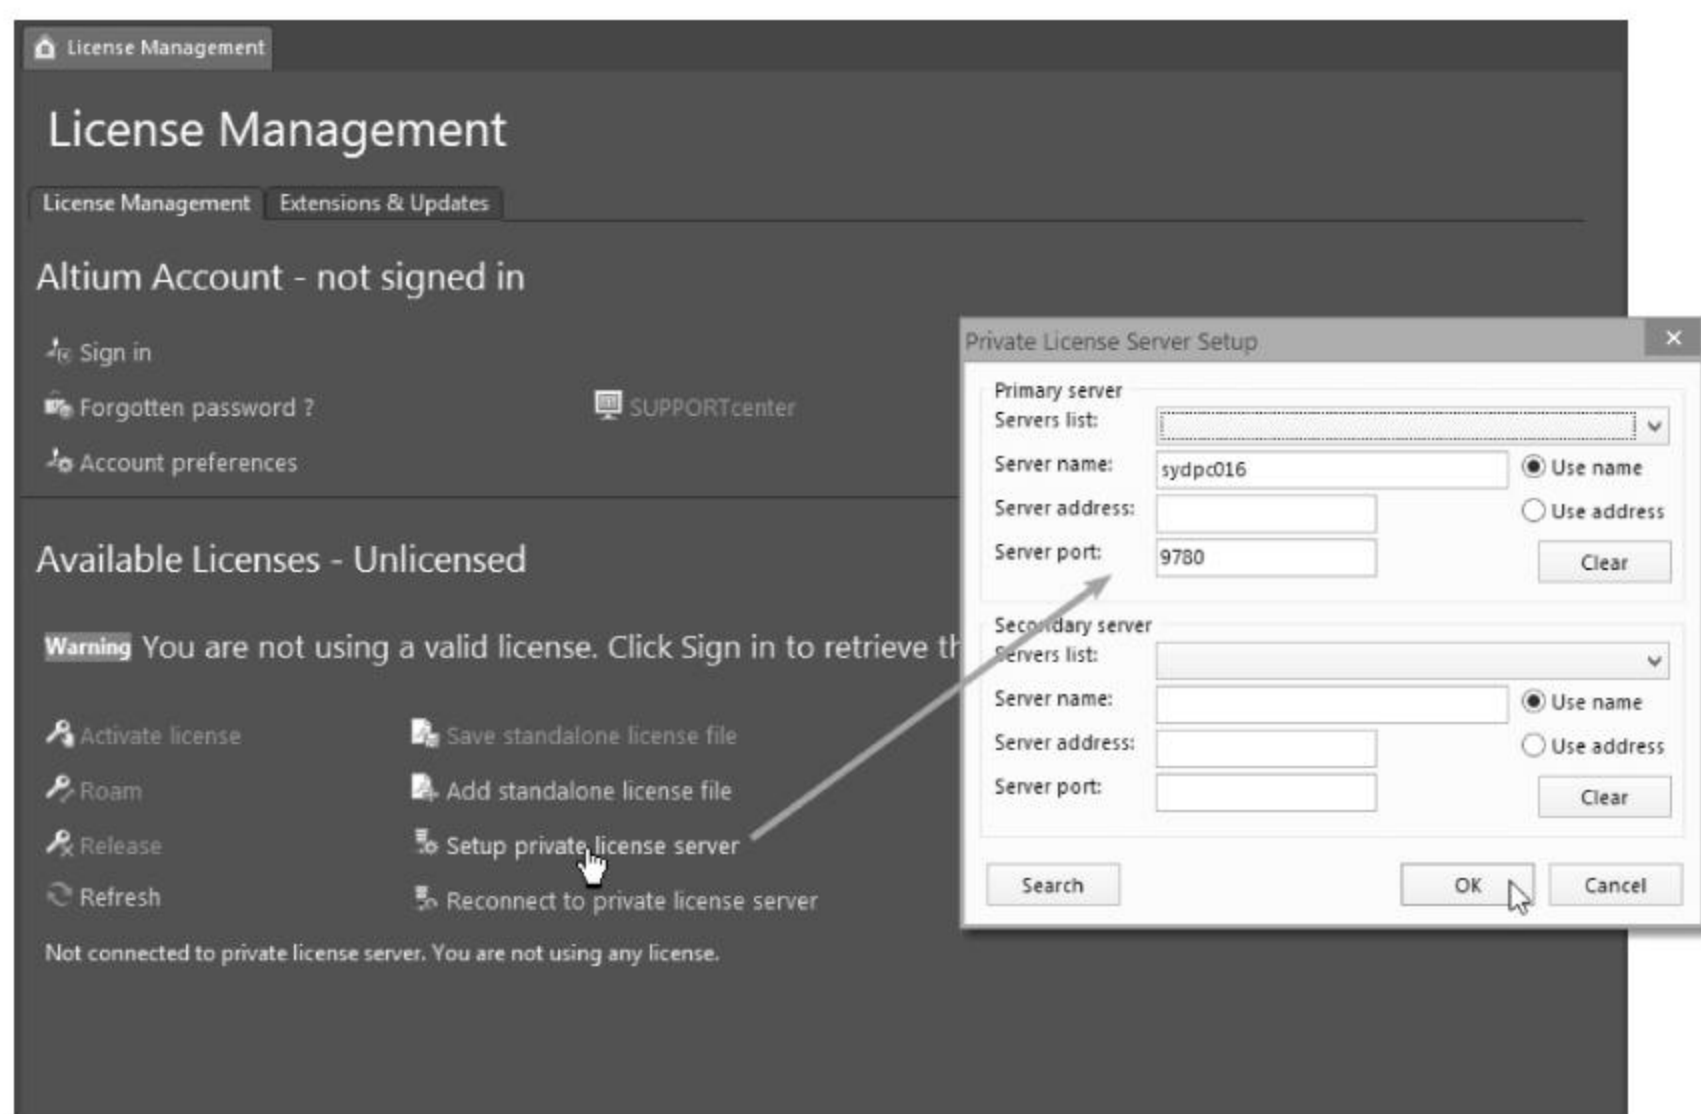 License Management
License Management
License Management
Extensions & Updates
Altium Account - not signed in
Sign in
Forgotten password ?
SUPPORTcenter
Account preferences
Available Licenses - Unlicensed
Warning You are not using a valid license. Click Sign in to retrieve
Activate license
Save standalone license file
Roam
Add standalone license file
Release
Setup private license server
Refresh
Reconnect to private license server
Not connected to private license server. You are not using any license.
Private License Server Setup
Primary server
Servers list:
Server name:
sydpc016
Use name
Server address:
Use address
Server port:
9780
Clear
Secondary server
Servers list:
Server name:
Use name
Server address:
Use address
Server port:
Clear
Search
OK
Cancel